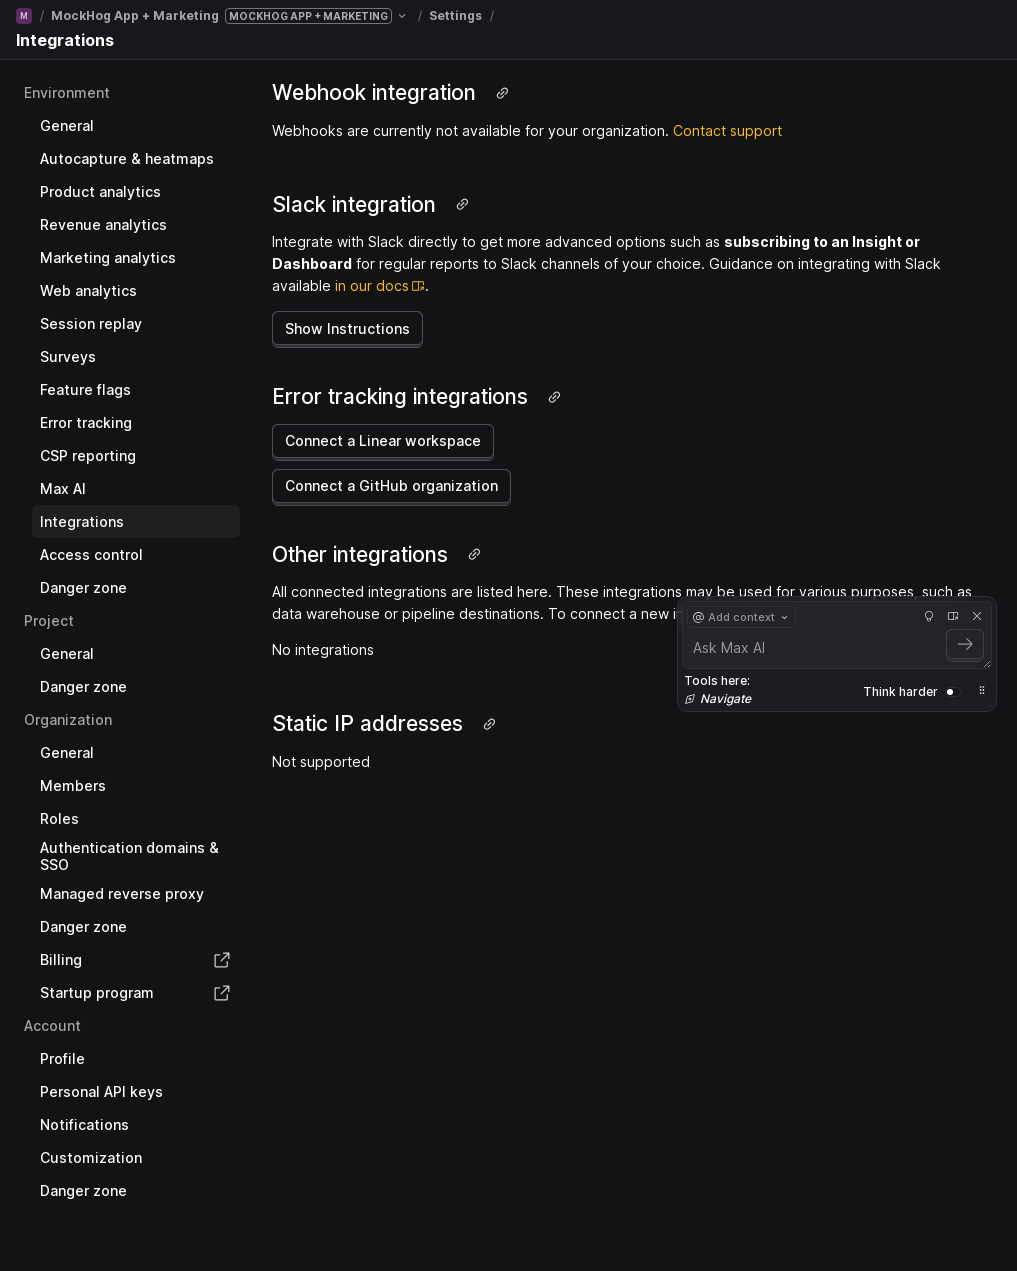 M / MockHog App + Marketing MOCKHOG APP + MARKETING / Settings /
Integrations
Environment
General
Autocapture & heatmaps
Product analytics
Revenue analytics
Marketing analytics
Web analytics
Session replay
Surveys
Feature flags
Error tracking
CSP reporting
Max AI
Integrations
Access control
Danger zone
Project
General
Danger zone
Organization
General
Members
Roles
Authentication domains &
SSO
Managed reverse proxy
Danger zone
Billing
Startup program
Account
Profile
Personal API keys
Notifications
Customization
Danger zone
Webhook integration
Webhooks are currently not available for your organization. Contact support
Slack integration
Integrate with Slack directly to get more advanced options such as subscribing to an Insight or
Dashboard for regular reports to Slack channels of your choice. Guidance on integrating with Slack
available in our docs.
Show Instructions
Error tracking integrations
Connect a Linear workspace
Connect a GitHub organization
Other integrations
All connected integrations are listed here. These integrations may be used for various purposes, such as
data warehouse or pipeline destinations. To connect a new
No integrations
Static IP addresses
Not supported
@ Add context
Ask Max AI
Tools here:
Navigate
Think harder